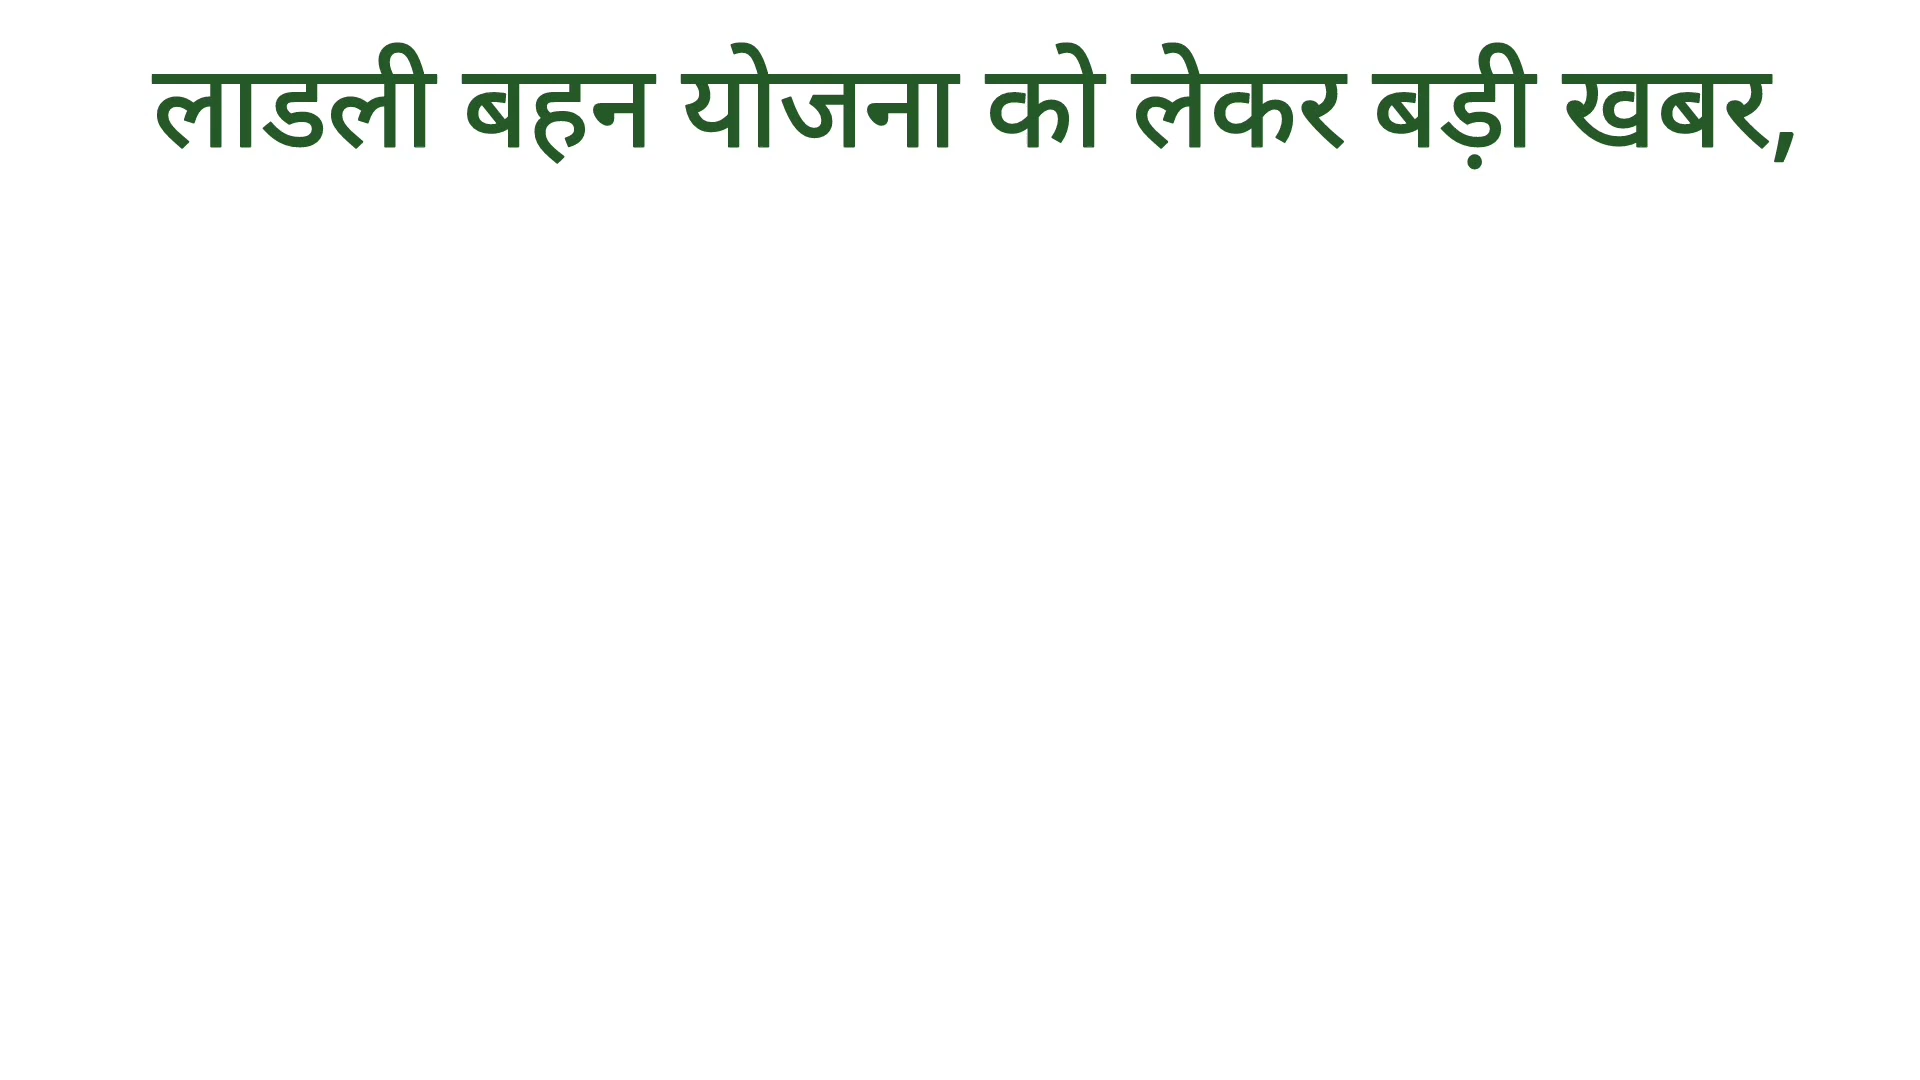 लाडली बहन योजना को लेकर बड़ी खबर,